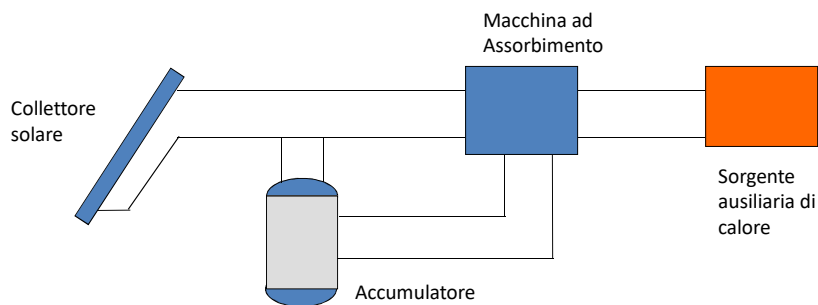 Macchina ad
Assorbimento
Collettore
solare
Sorgente
ausiliaria di
calore
Accumulatore